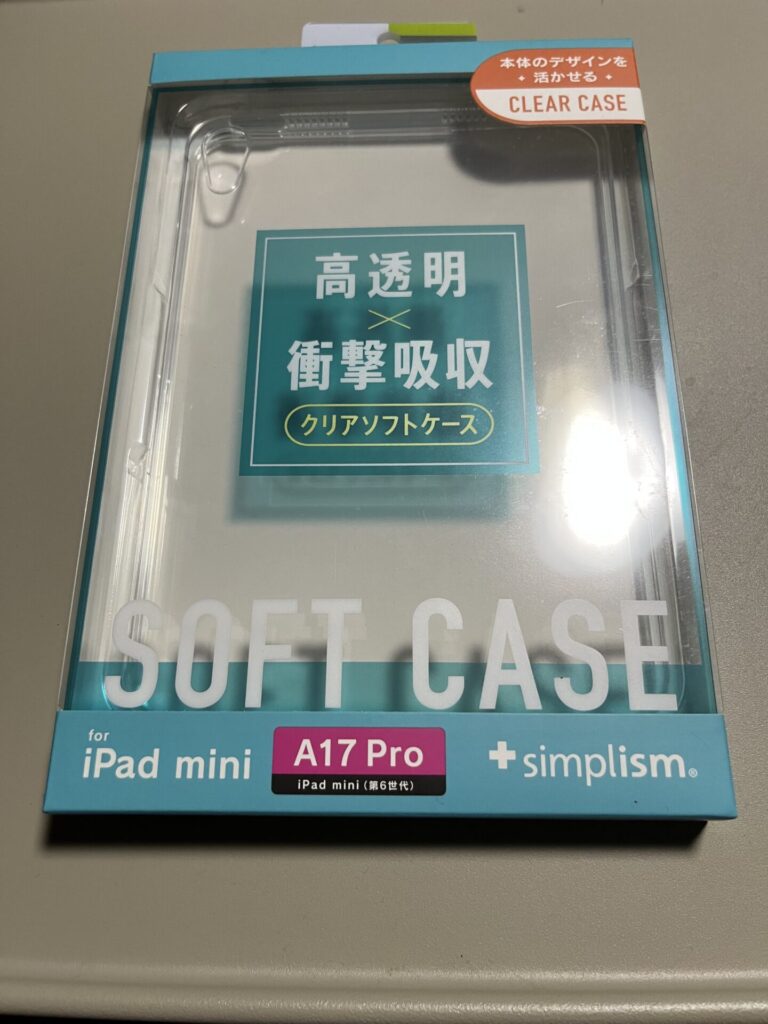 本体のデザインを
活かせる
CLEAR CASE
高透明
×
衝撃吸収
クリアソフトケース
SOFT CASE
for
iPad mini
A17 Pro
iPad mini (第6世代)
simplism®